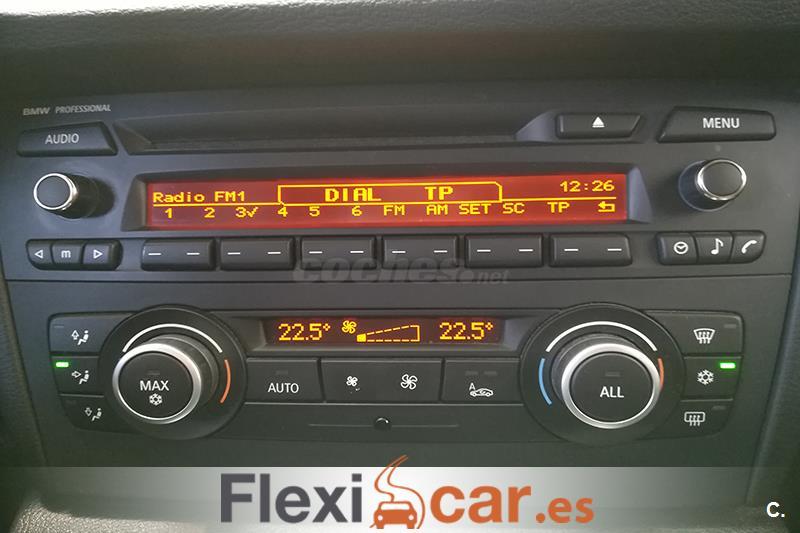 BMW PROFESSIONAL
AUDIO
MENU
Radio FM1 DIAL TP 12:26
1 2 3✓ 4 5 6 FM AM SET SC TP
m
coches.net
22.5° 22.5°
MAX
AUTO
A
ALL
Flexicar.es
c.